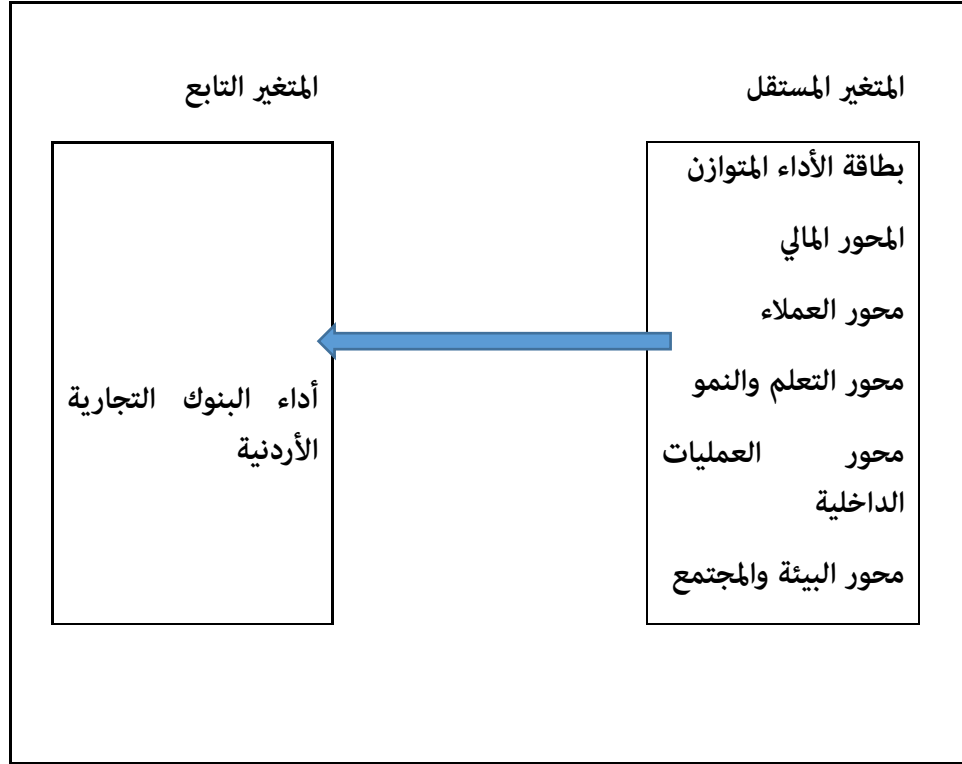 المتغير المستقل
المتغير التابع
بطاقة الأداء المتوازن
المحور المالي
محور العملاء
محور التعلم والنمو
محور العمليات
الداخلية
محور البيئة والمجتمع
أداء البنوك التجارية
الأردنية